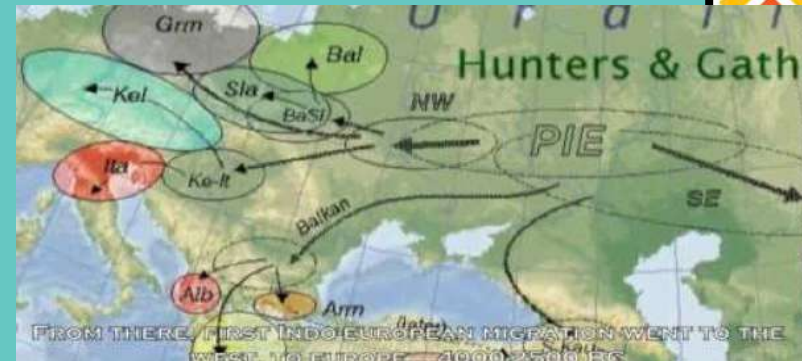 U r a l i
Grm
Bal
Hunters & Gath
Kel
Sla
BaSl
NW
PIE
Ita
Ke-It
SE
Balkan
Alb
Arm
(later)
FROM THERE, FIRST INDO-EUROPEAN MIGRATION WENT TO THE
WEST, TO EUROPE 4000-2500 BC